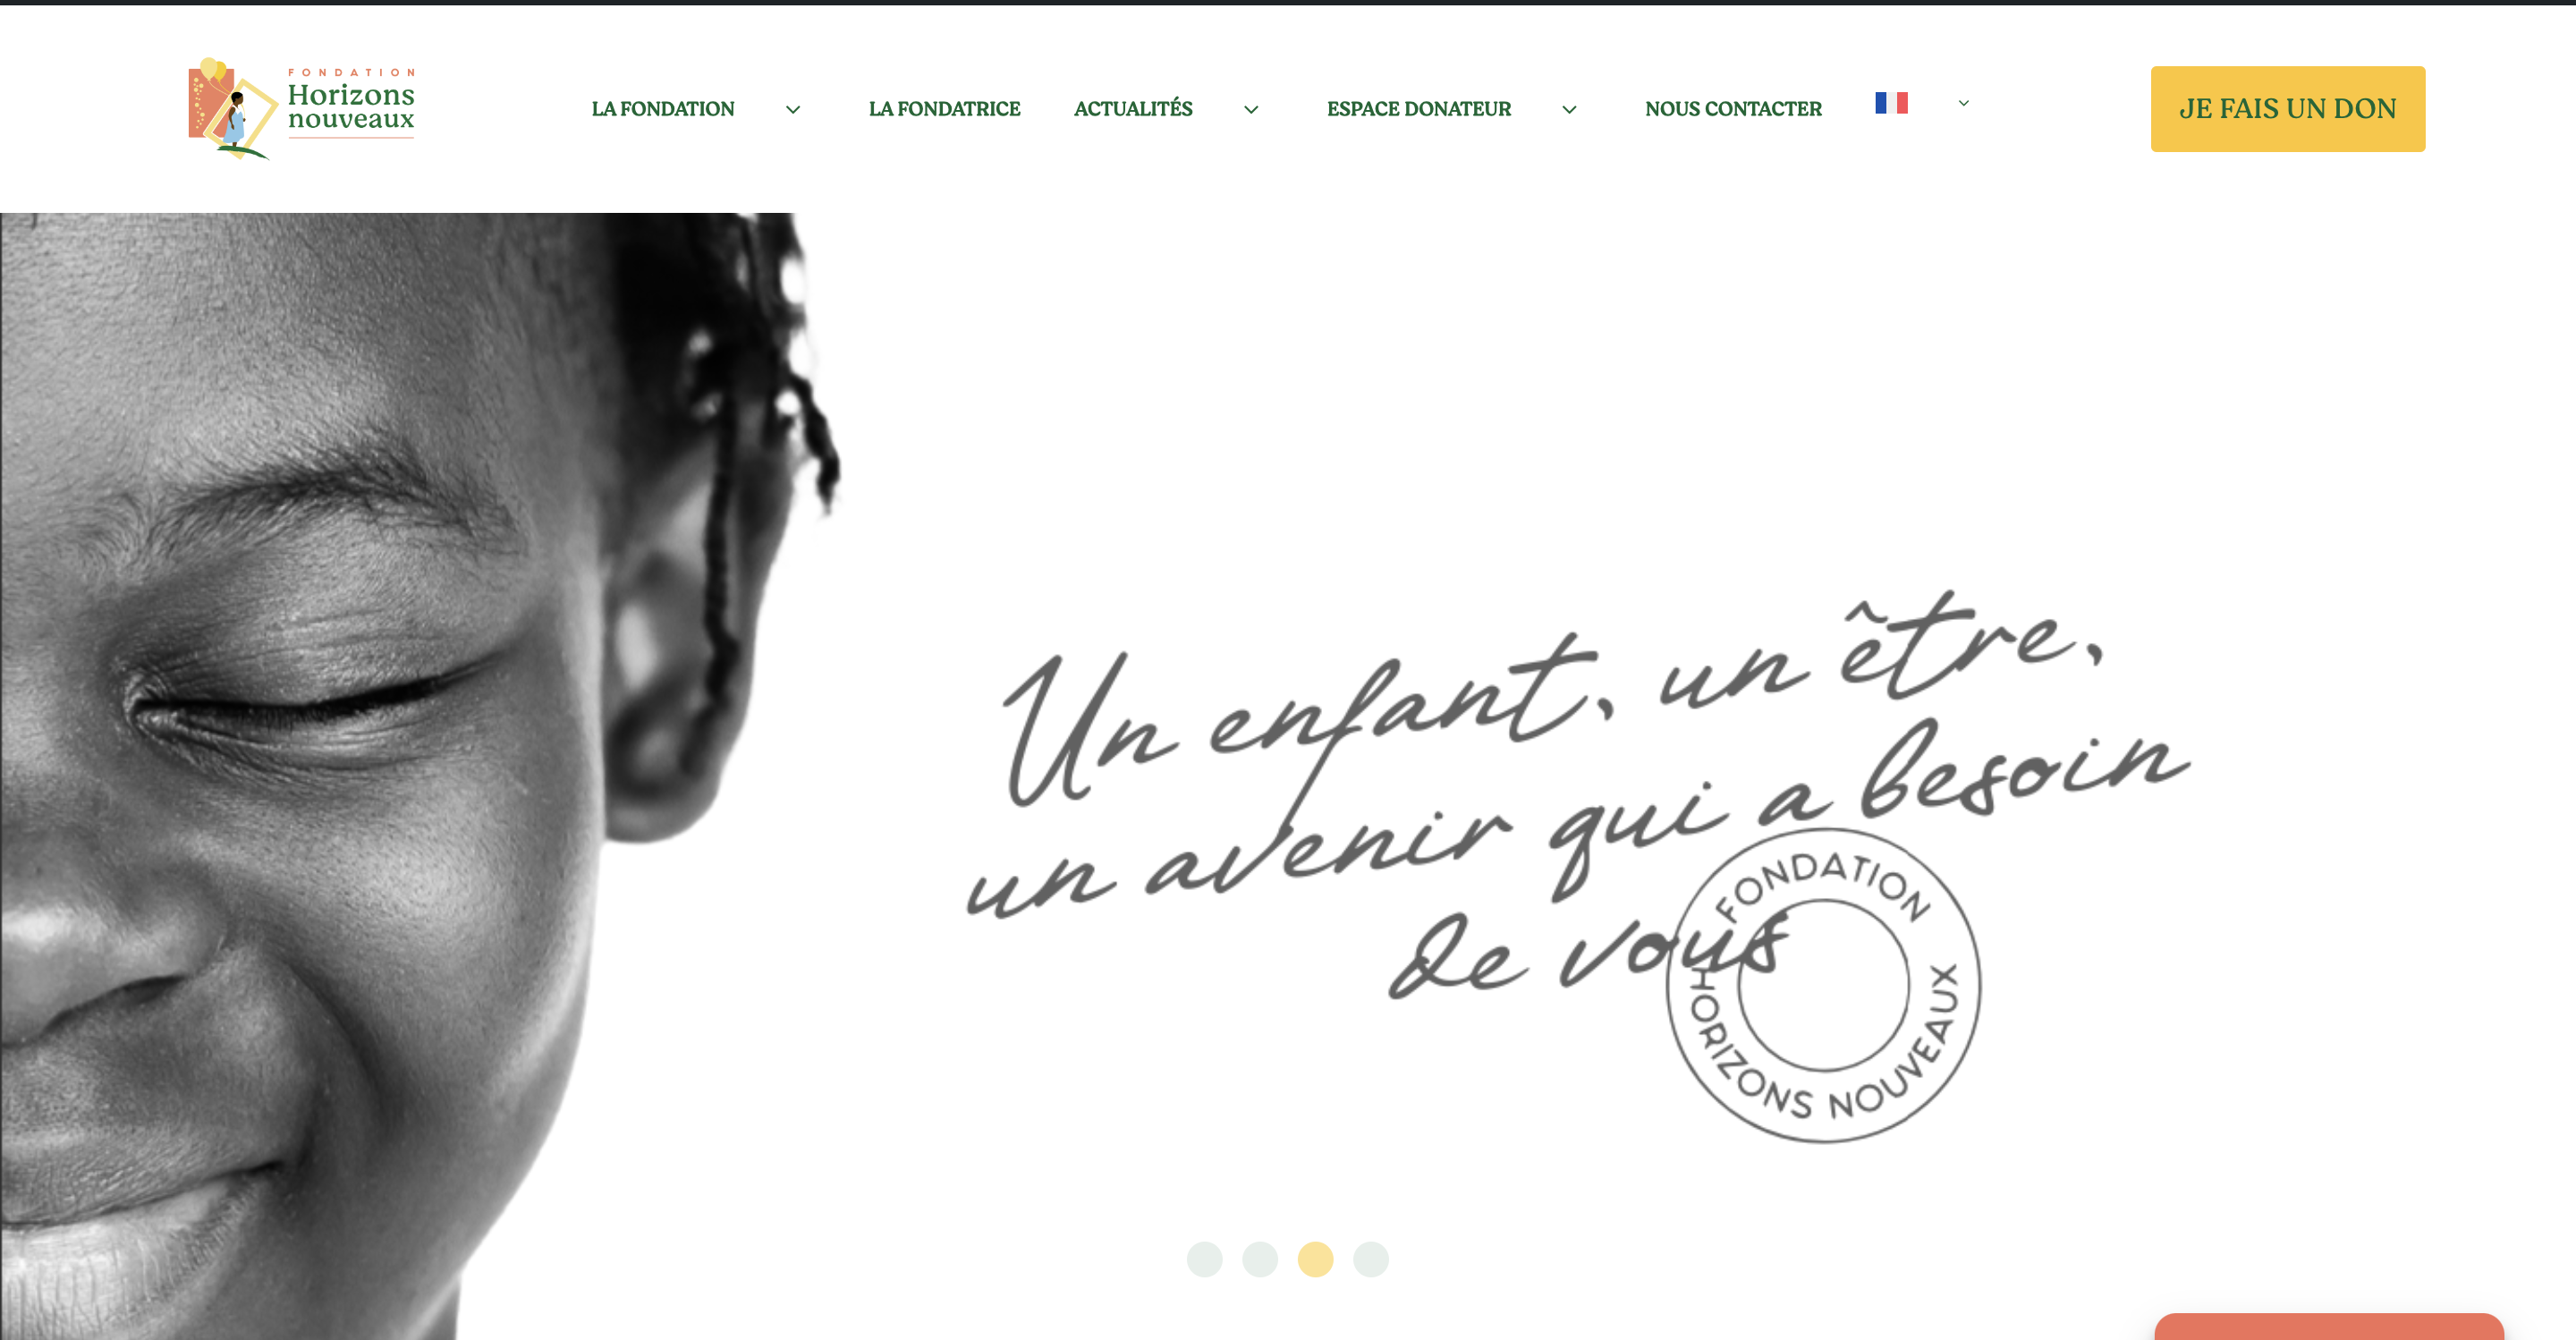 FONDATION
Horizons
nouveaux
LA FONDATION
LA FONDATRICE
ACTUALITÉS
ESPACE DONATEUR
NOUS CONTACTER
JE FAIS UN DON
Un enfant, un être,
un avenir qui a besoin
de vous
FONDATION
HORIZONS NOUVEAUX